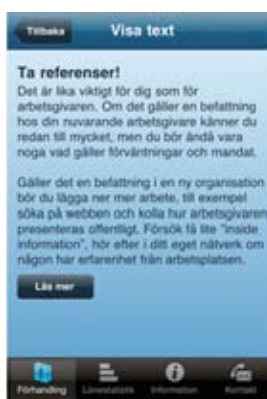 Tillbaka
Visa text
Ta referenser!
Det är lika viktigt för dig som för
arbetsgivaren. Om det gäller en befattning
hos din nuvarande arbetsgivare känner du
redan till mycket, men du bör ändå vara
noga vad gäller förväntningar och mandat.
Gäller det en befattning i en ny organisation
bör du lägga ner mer arbete, till exempel
söka på webben och kolla hur arbetsgivaren
presenteras offentligt. Försök få lite "inside
information", hör efter i ditt eget nätverk om
någon har erfarenhet från arbetsplatsen.
Läs mer
Förhandling
Lönestatistik
Information
Kontakt